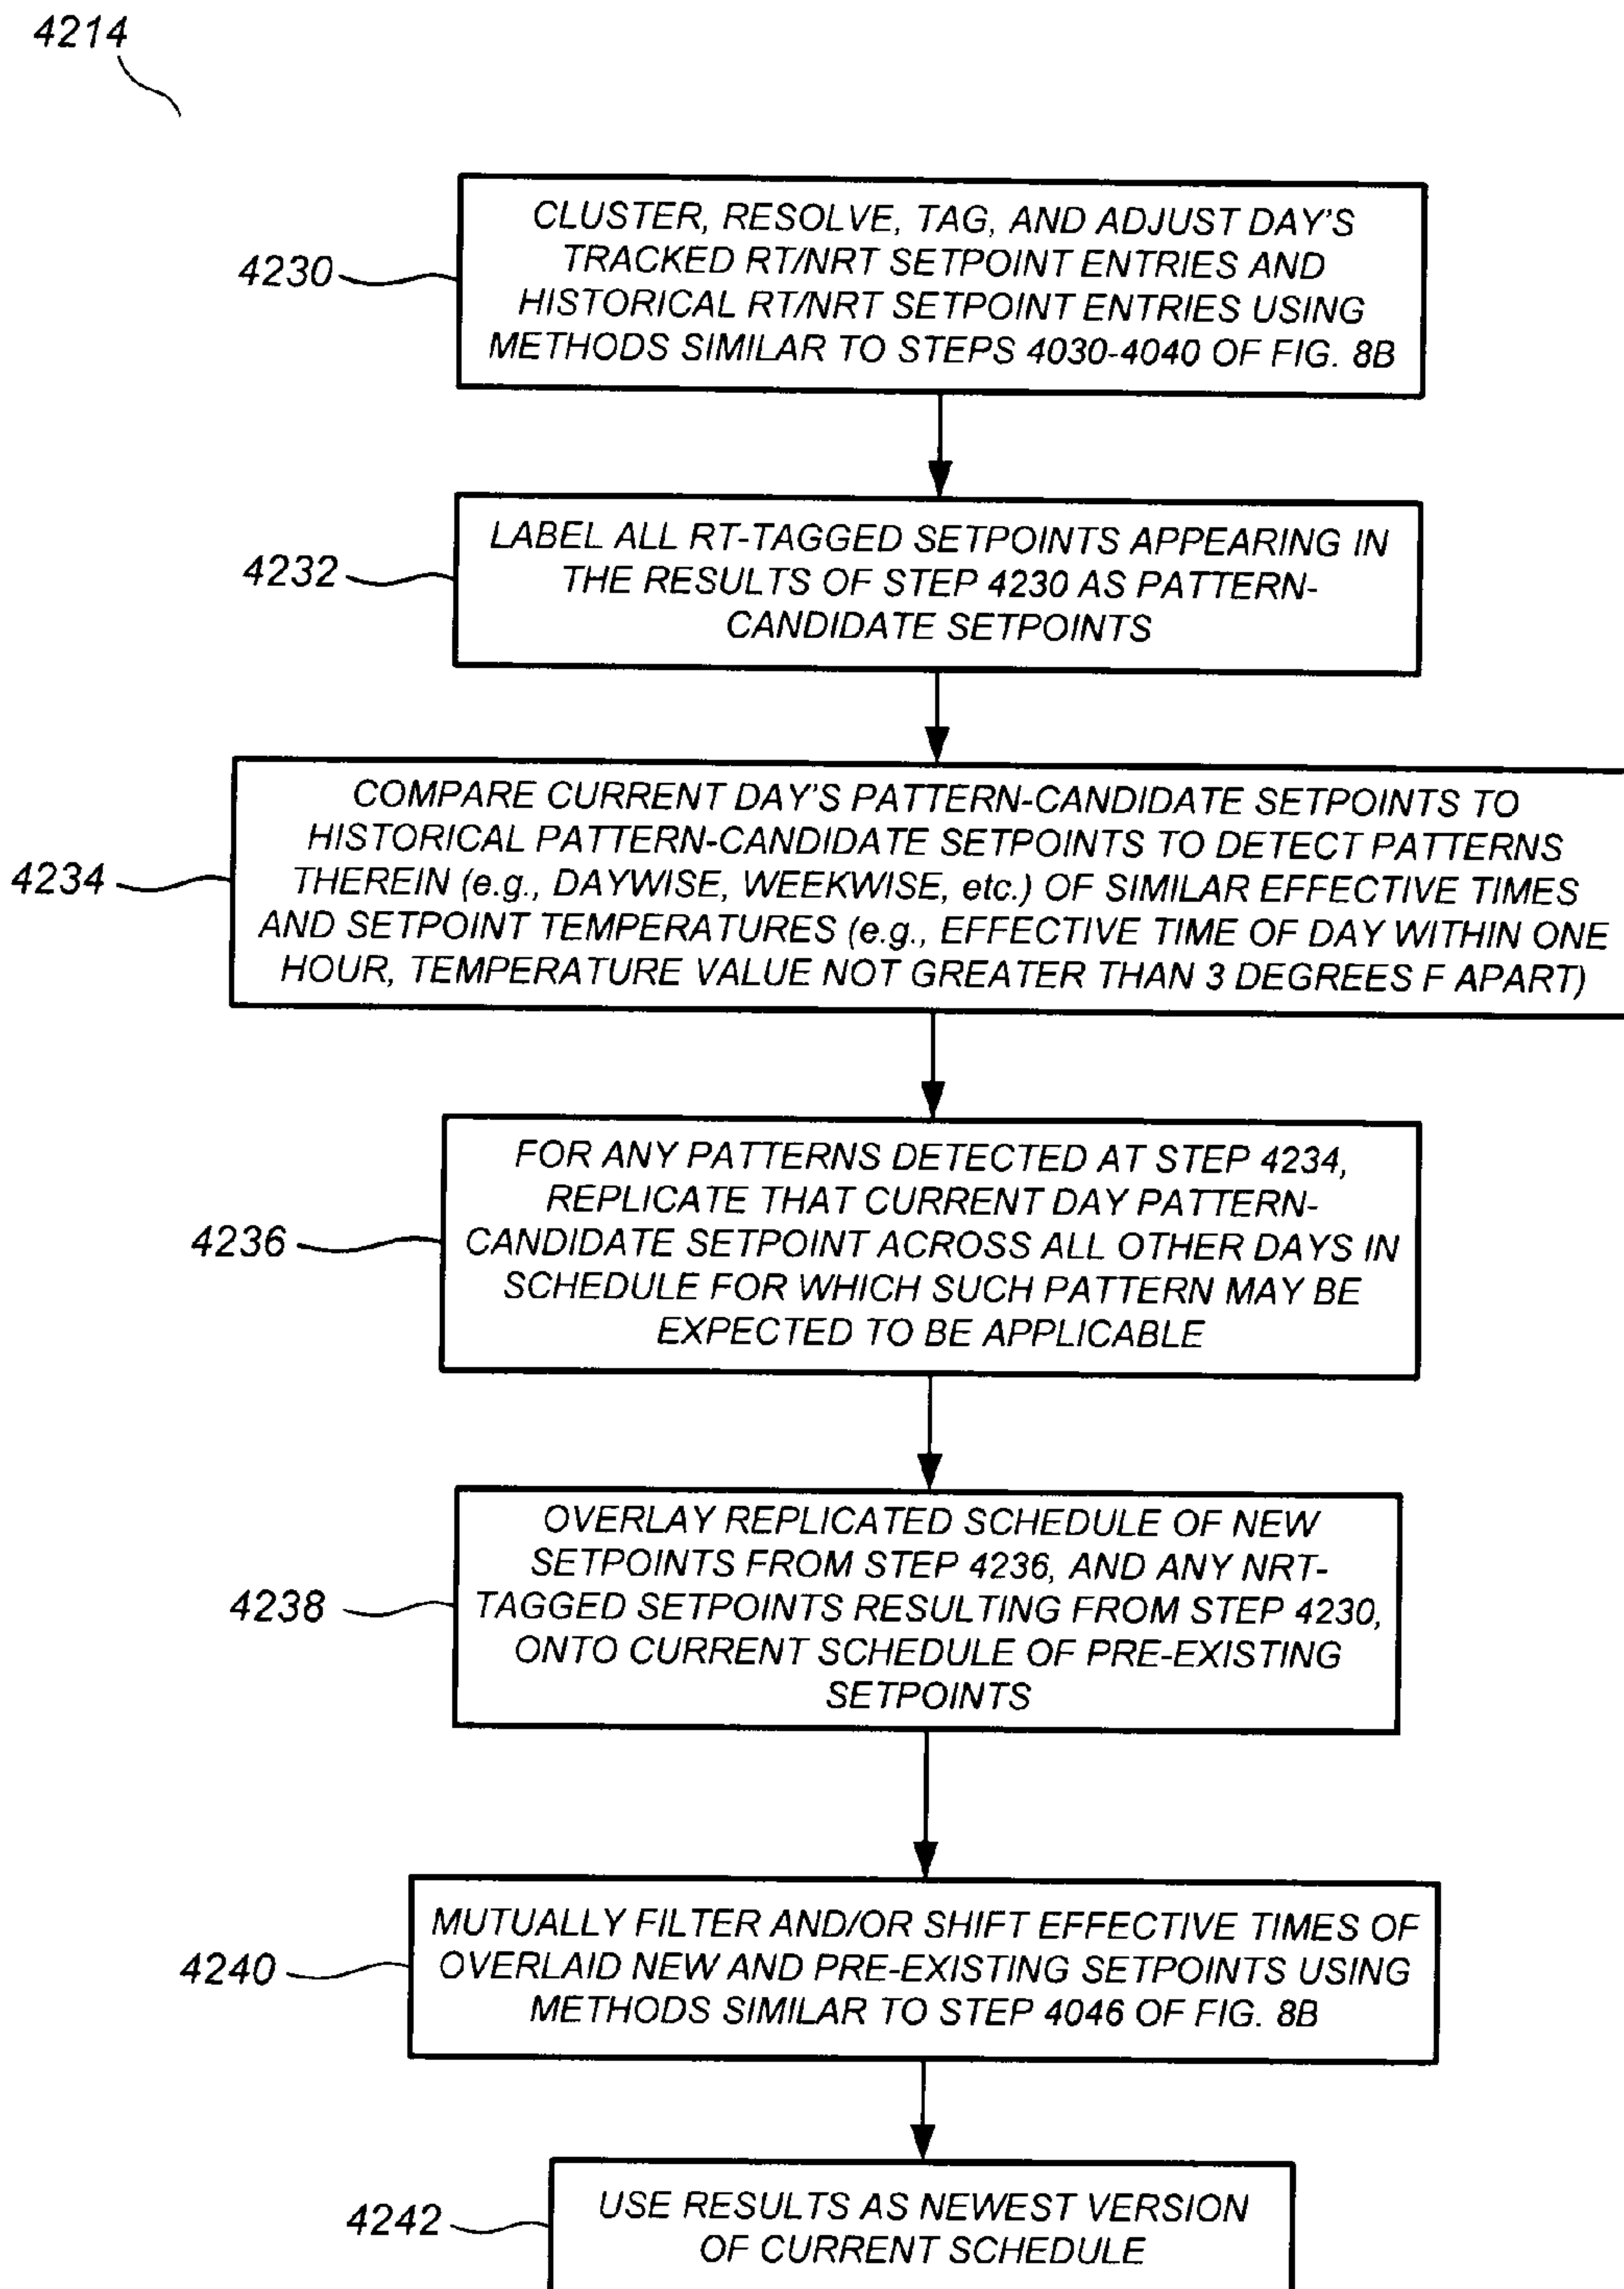 4214
4230
CLUSTER, RESOLVE, TAG, AND ADJUST DAY'S
TRACKED RT/NRT SETPOINT ENTRIES AND
HISTORICAL RT/NRT SETPOINT ENTRIES USING
METHODS SIMILAR TO STEPS 4030-4040 OF FIG. 8B
4232
LABEL ALL RT-TAGGED SETPOINTS APPEARING IN
THE RESULTS OF STEP 4230 AS PATTERN-
CANDIDATE SETPOINTS
4234
COMPARE CURRENT DAY'S PATTERN-CANDIDATE SETPOINTS TO
HISTORICAL PATTERN-CANDIDATE SETPOINTS TO DETECT PATTERNS
THEREIN (e.g., DAYWISE, WEEKWISE, etc.) OF SIMILAR EFFECTIVE TIMES
AND SETPOINT TEMPERATURES (e.g., EFFECTIVE TIME OF DAY WITHIN ONE
HOUR, TEMPERATURE VALUE NOT GREATER THAN 3 DEGREES F APART)
4236
FOR ANY PATTERNS DETECTED AT STEP 4234,
REPLICATE THAT CURRENT DAY PATTERN-
CANDIDATE SETPOINT ACROSS ALL OTHER DAYS IN
SCHEDULE FOR WHICH SUCH PATTERN MAY BE
EXPECTED TO BE APPLICABLE
4238
OVERLAY REPLICATED SCHEDULE OF NEW
SETPOINTS FROM STEP 4236, AND ANY NRT-
TAGGED SETPOINTS RESULTING FROM STEP 4230,
ONTO CURRENT SCHEDULE OF PRE-EXISTING
SETPOINTS
4240
MUTUALLY FILTER AND/OR SHIFT EFFECTIVE TIMES OF
OVERLAID NEW AND PRE-EXISTING SETPOINTS USING
METHODS SIMILAR TO STEP 4046 OF FIG. 8B
4242
USE RESULTS AS NEWEST VERSION
OF CURRENT SCHEDULE